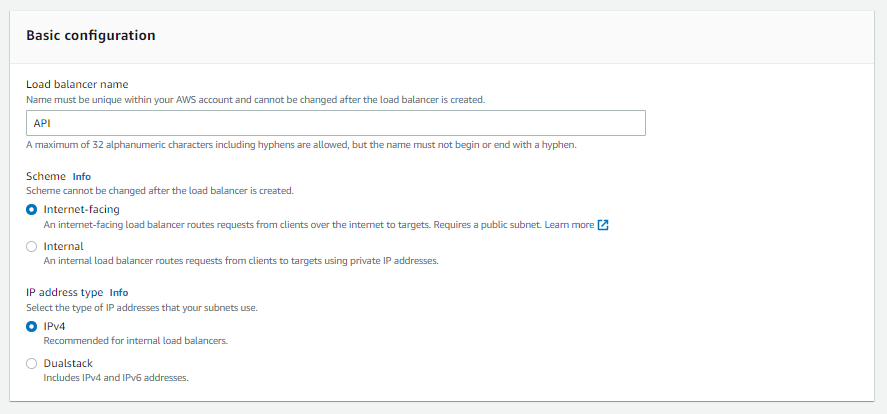 Basic configuration
Load balancer name
Name must be unique within your AWS account and cannot be changed after the load balancer is created.
API
A maximum of 32 alphanumeric characters including hyphens are allowed, but the name must not begin or end with a hyphen.
Scheme Info
Scheme cannot be changed after the load balancer is created.
Internet-facing
An internet-facing load balancer routes requests from clients over the internet to targets. Requires a public subnet. Learn more
Internal
An internal load balancer routes requests from clients to targets using private IP addresses.
IP address type Info
Select the type of IP addresses that your subnets use.
IPv4
Recommended for internal load balancers.
Dualstack
Includes IPv4 and IPv6 addresses.